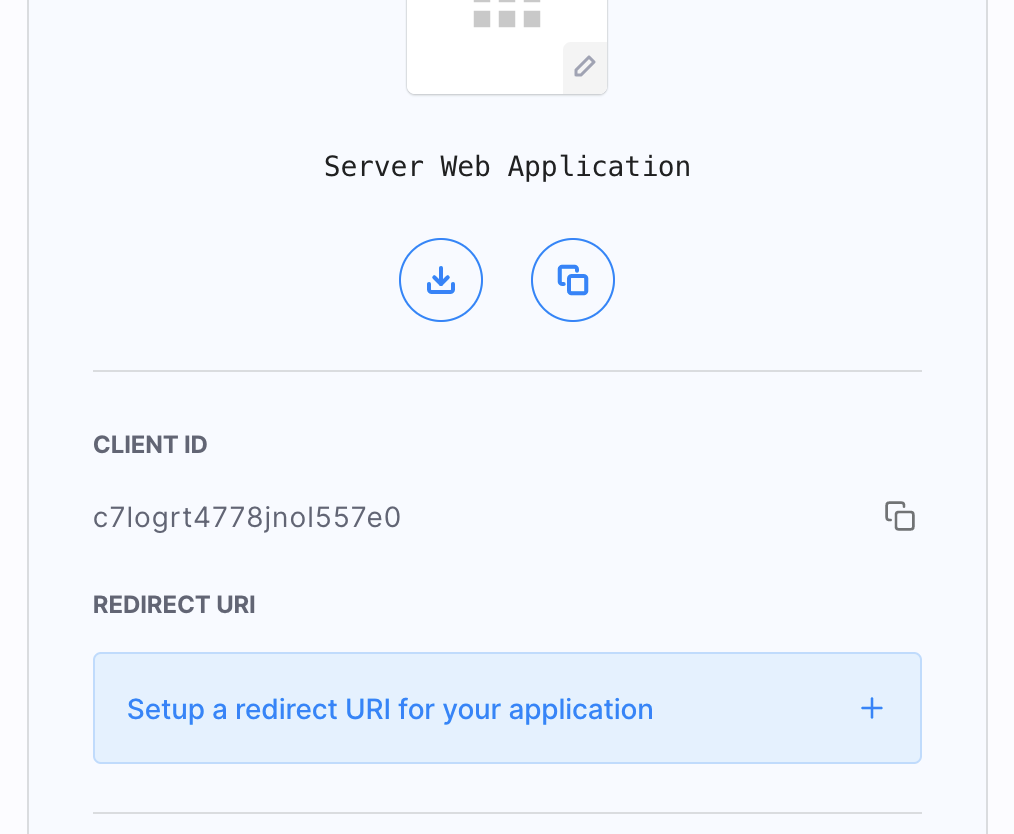 Server Web Application
CLIENT ID
c7logrt4778jnol557e0
REDIRECT URI
Setup a redirect URI for your application